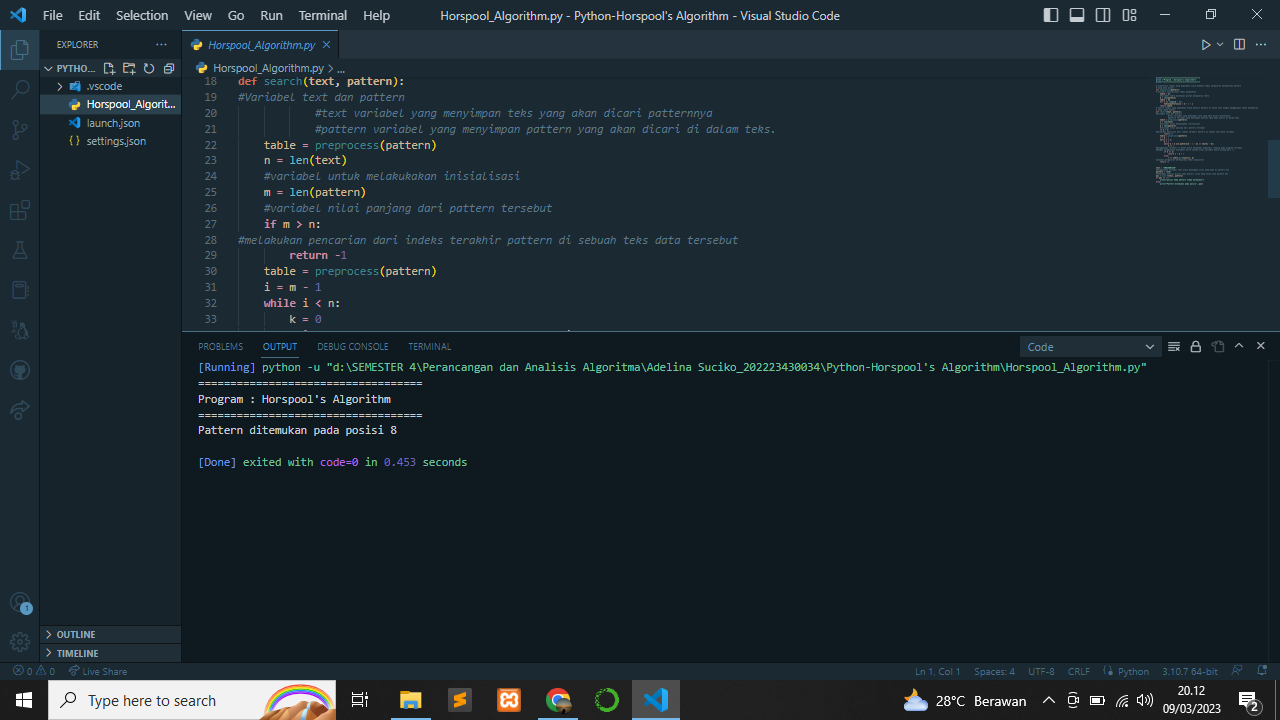 File Edit Selection View Go Run Terminal Help Horspool_Algorithm.py - Python-Horspool's Algorithm - Visual Studio Code
EXPLORER
PYTHO...
.vscode
Horspool_Algorit...
launch.json
settings.json
OUTLINE
TIMELINE
Horspool_Algorithm.py
Horspool_Algorithm.py > ...
18 def search(text, pattern):
19 #Variabel text dan pattern
20 #text variabel yang menyimpan teks yang akan dicari patternnya
21 #pattern variabel yang menyimpan pattern yang akan dicari di dalam teks.
22 table = preprocess(pattern)
23 n = len(text)
24 #variabel untuk melakukakan inisialisasi
25 m = len(pattern)
26 #variabel nilai panjang dari pattern tersebut
27 if m > n:
28 #melakukan pencarian dari indeks terakhir pattern di sebuah teks data tersebut
29 return -1
30 table = preprocess(pattern)
31 i = m - 1
32 while i < n:
33 k = 0
PROBLEMS OUTPUT DEBUG CONSOLE TERMINAL Code
[Running] python -u "d:\SEMESTER 4\Perancangan dan Analisis Algoritma\Adelina Suciko_202223430034\Python-Horspool's Algorithm\Horspool_Algorithm.py"
===================================
Program : Horspool's Algorithm
===================================
Pattern ditemukan pada posisi 8
[Done] exited with code=0 in 0.453 seconds
1
0 0 Live Share Ln 1, Col 1 Spaces: 4 UTF-8 CRLF Python 3.10.7 64-bit
Type here to search 28°C Berawan 20.12
09/03/2023 2